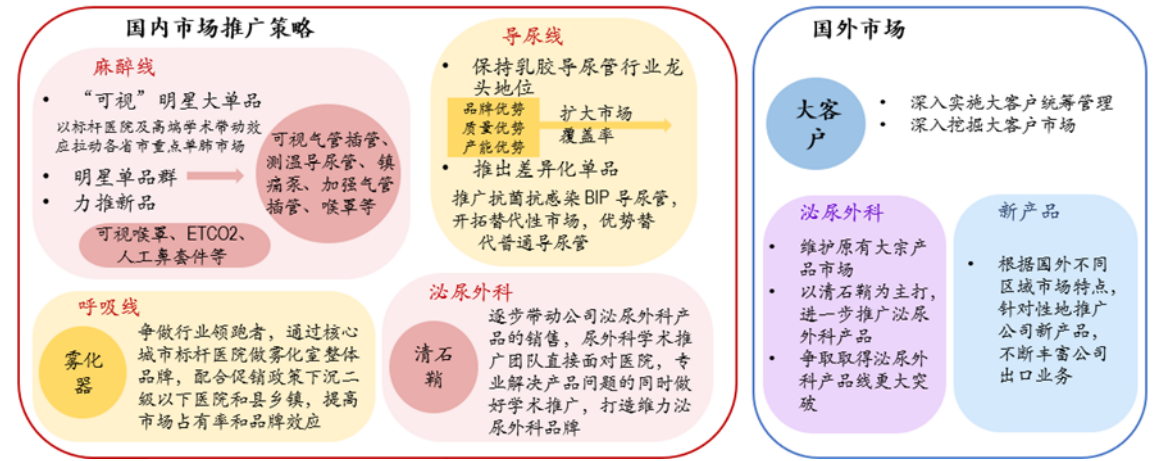 国内市场推广策略
麻醉线
• “可视”明星大单品
以标杆医院及高端学术带动效
应拉动各省市重点单肺市场
• 明星单品群
• 力推新品
可视气管插管、
测温导尿管、镇
痛泵、加强气管
插管、喉罩等
可视喉罩、ETCO2、
人工鼻套件等
导尿线
• 保持乳胶导尿管行业龙
头地位
品牌优势
质量优势
产能优势
扩大市场
覆盖率
• 推出差异化单品
推广抗菌抗感染BIP导尿管，
开拓替代性市场，优势替
代普通导尿管
呼吸线
雾化
器
争做行业领跑者，通过核心
城市标杆医院做雾化室整体
品牌，配合促销政策下沉二
级以下医院和县乡镇，提高
市场占有率和品牌效应
泌尿外科
清石
鞘
逐步带动公司泌尿外科产
品的销售，尿外科学术推
广团队直接面对医院，专
业解决产品问题的同时做
好学术推广，打造维力泌
尿外科品牌
国外市场
大客
户
• 深入实施大客户统筹管理
• 深入挖掘大客户市场
泌尿外科
• 维护原有大宗产
品市场
• 以清石鞘为主打，
进一步推广泌尿
外科产品
• 争取取得泌尿外
科产品线更大突
破
新产品
• 根据国外不同
区域市场特点，
针对性地推广
公司新产品，
不断丰富公司
出口业务